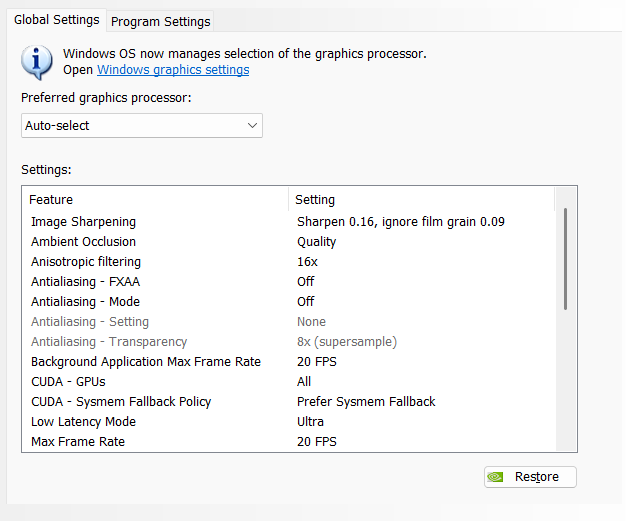 Global Settings Program Settings
Windows OS now manages selection of the graphics processor.
Open Windows graphics settings
Preferred graphics processor:
Auto-select
Settings:
Feature Setting
Image Sharpening Sharpen 0.16, ignore film grain 0.09
Ambient Occlusion Quality
Anisotropic filtering 16x
Antialiasing - FXAA Off
Antialiasing - Mode Off
Antialiasing - Setting None
Antialiasing - Transparency 8x (supersample)
Background Application Max Frame Rate 20 FPS
CUDA - GPUs All
CUDA - Sysmem Fallback Policy Prefer Sysmem Fallback
Low Latency Mode Ultra
Max Frame Rate 20 FPS
Restore